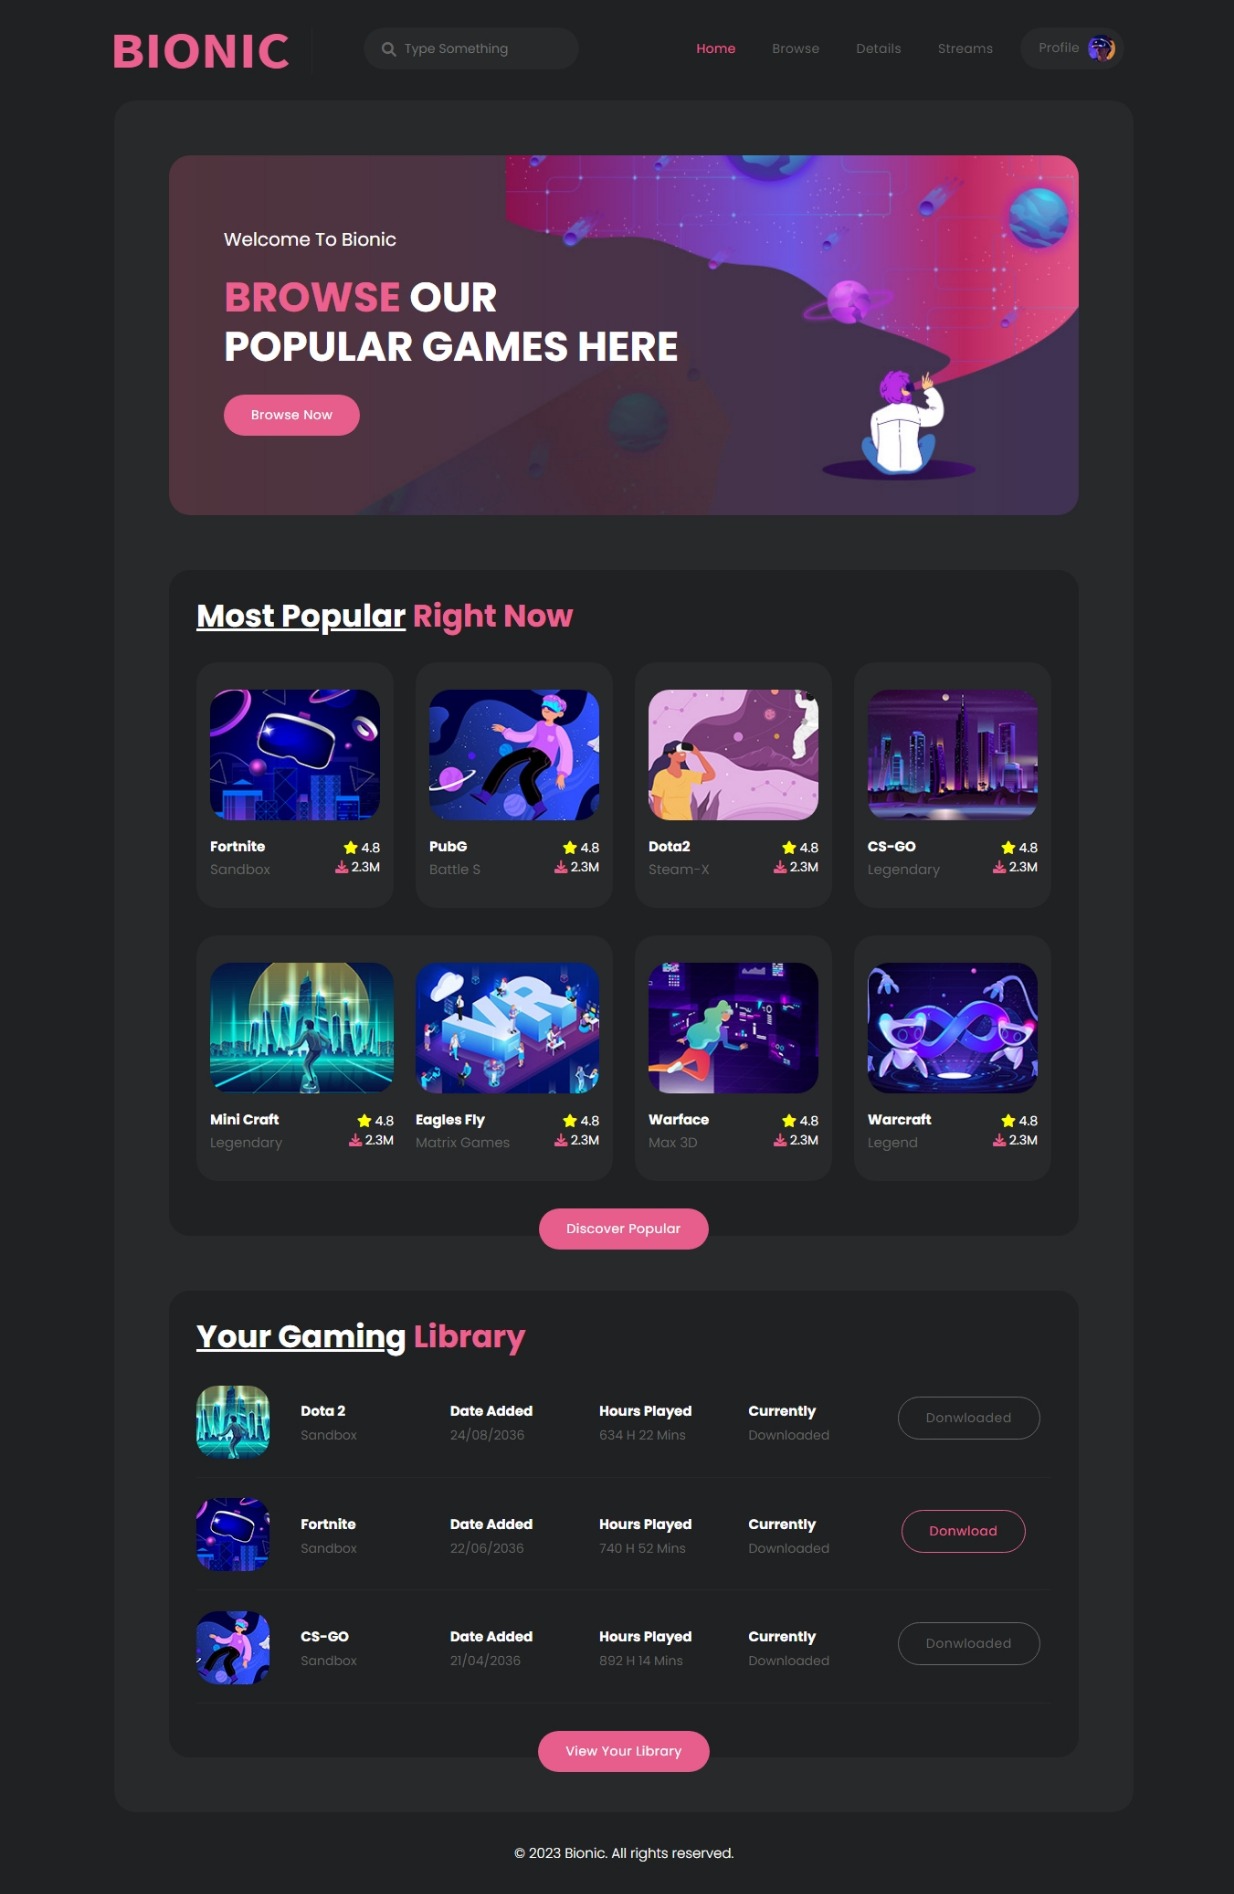 BIONIC
Type Something
Home
Browse
Details
Streams
Profile
Welcome To Bionic
BROWSE OUR
POPULAR GAMES HERE
Browse Now
Most Popular Right Now
Fortnite
4.8
Sandbox
2.3M
PubG
4.8
Battle S
2.3M
Dota2
4.8
Steam-X
2.3M
CS-GO
4.8
Legendary
2.3M
VR
Mini Craft
4.8
Legendary
2.3M
Eagles Fly
4.8
Matrix Games
2.3M
Warface
4.8
Max 3D
2.3M
Warcraft
4.8
Legend
2.3M
Discover Popular
Your Gaming Library
Dota 2
Sandbox
Date Added
24/08/2036
Hours Played
634 H 22 Mins
Currently
Downloaded
Donwloaded
Fortnite
Sandbox
Date Added
22/06/2036
Hours Played
740 H 52 Mins
Currently
Downloaded
Donwload
CS-GO
Sandbox
Date Added
21/04/2036
Hours Played
892 H 14 Mins
Currently
Downloaded
Donwloaded
View Your Library
© 2023 Bionic. All rights reserved.